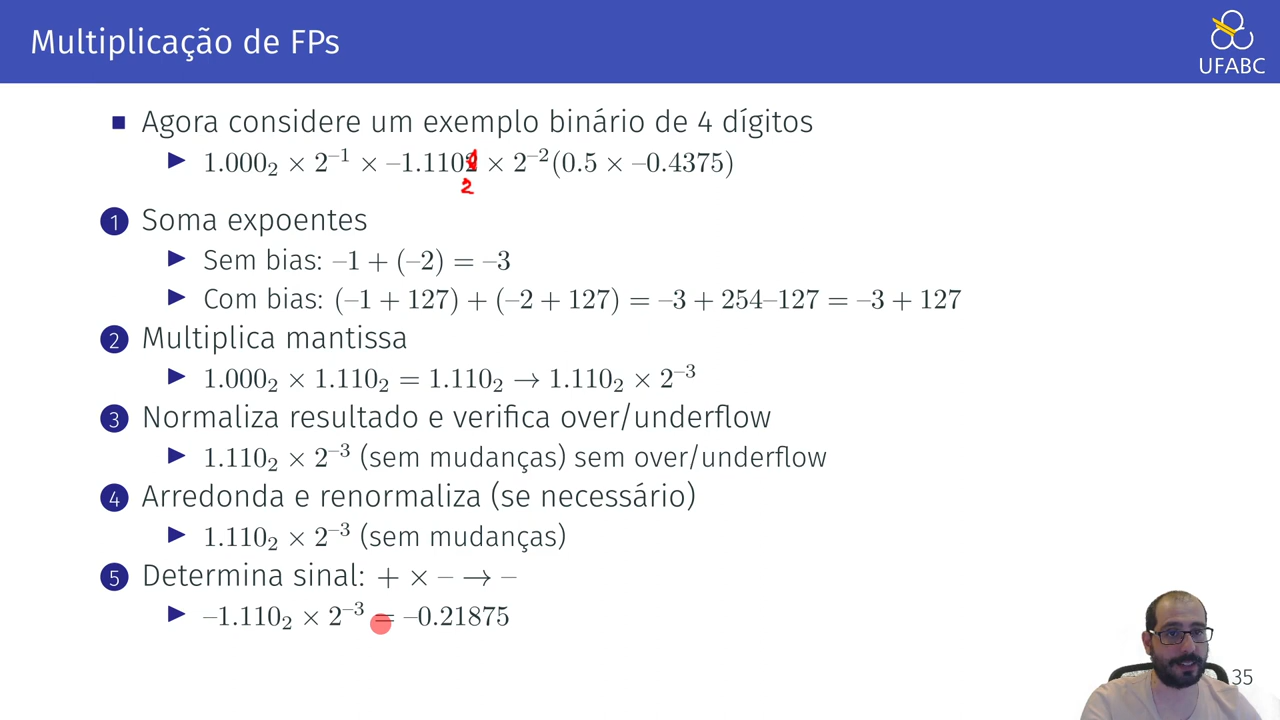 Multiplicação de FPs
UFABC
Agora considere um exemplo binário de 4 dígitos
1.000₂ × 2⁻¹ × –1.110 × 2⁻²(0.5 × –0.4375)
2
1 Soma expoentes
Sem bias: –1 + (–2) = –3
Com bias: (–1 + 127) + (–2 + 127) = –3 + 254–127 = –3 + 127
2 Multiplica mantissa
1.000₂ × 1.110₂ = 1.110₂ → 1.110₂ × 2⁻³
3 Normaliza resultado e verifica over/underflow
1.110₂ × 2⁻³ (sem mudanças) sem over/underflow
4 Arredonda e renormaliza (se necessário)
1.110₂ × 2⁻³ (sem mudanças)
5 Determina sinal: + × – → –
–1.110₂ × 2⁻³ = –0.21875
35